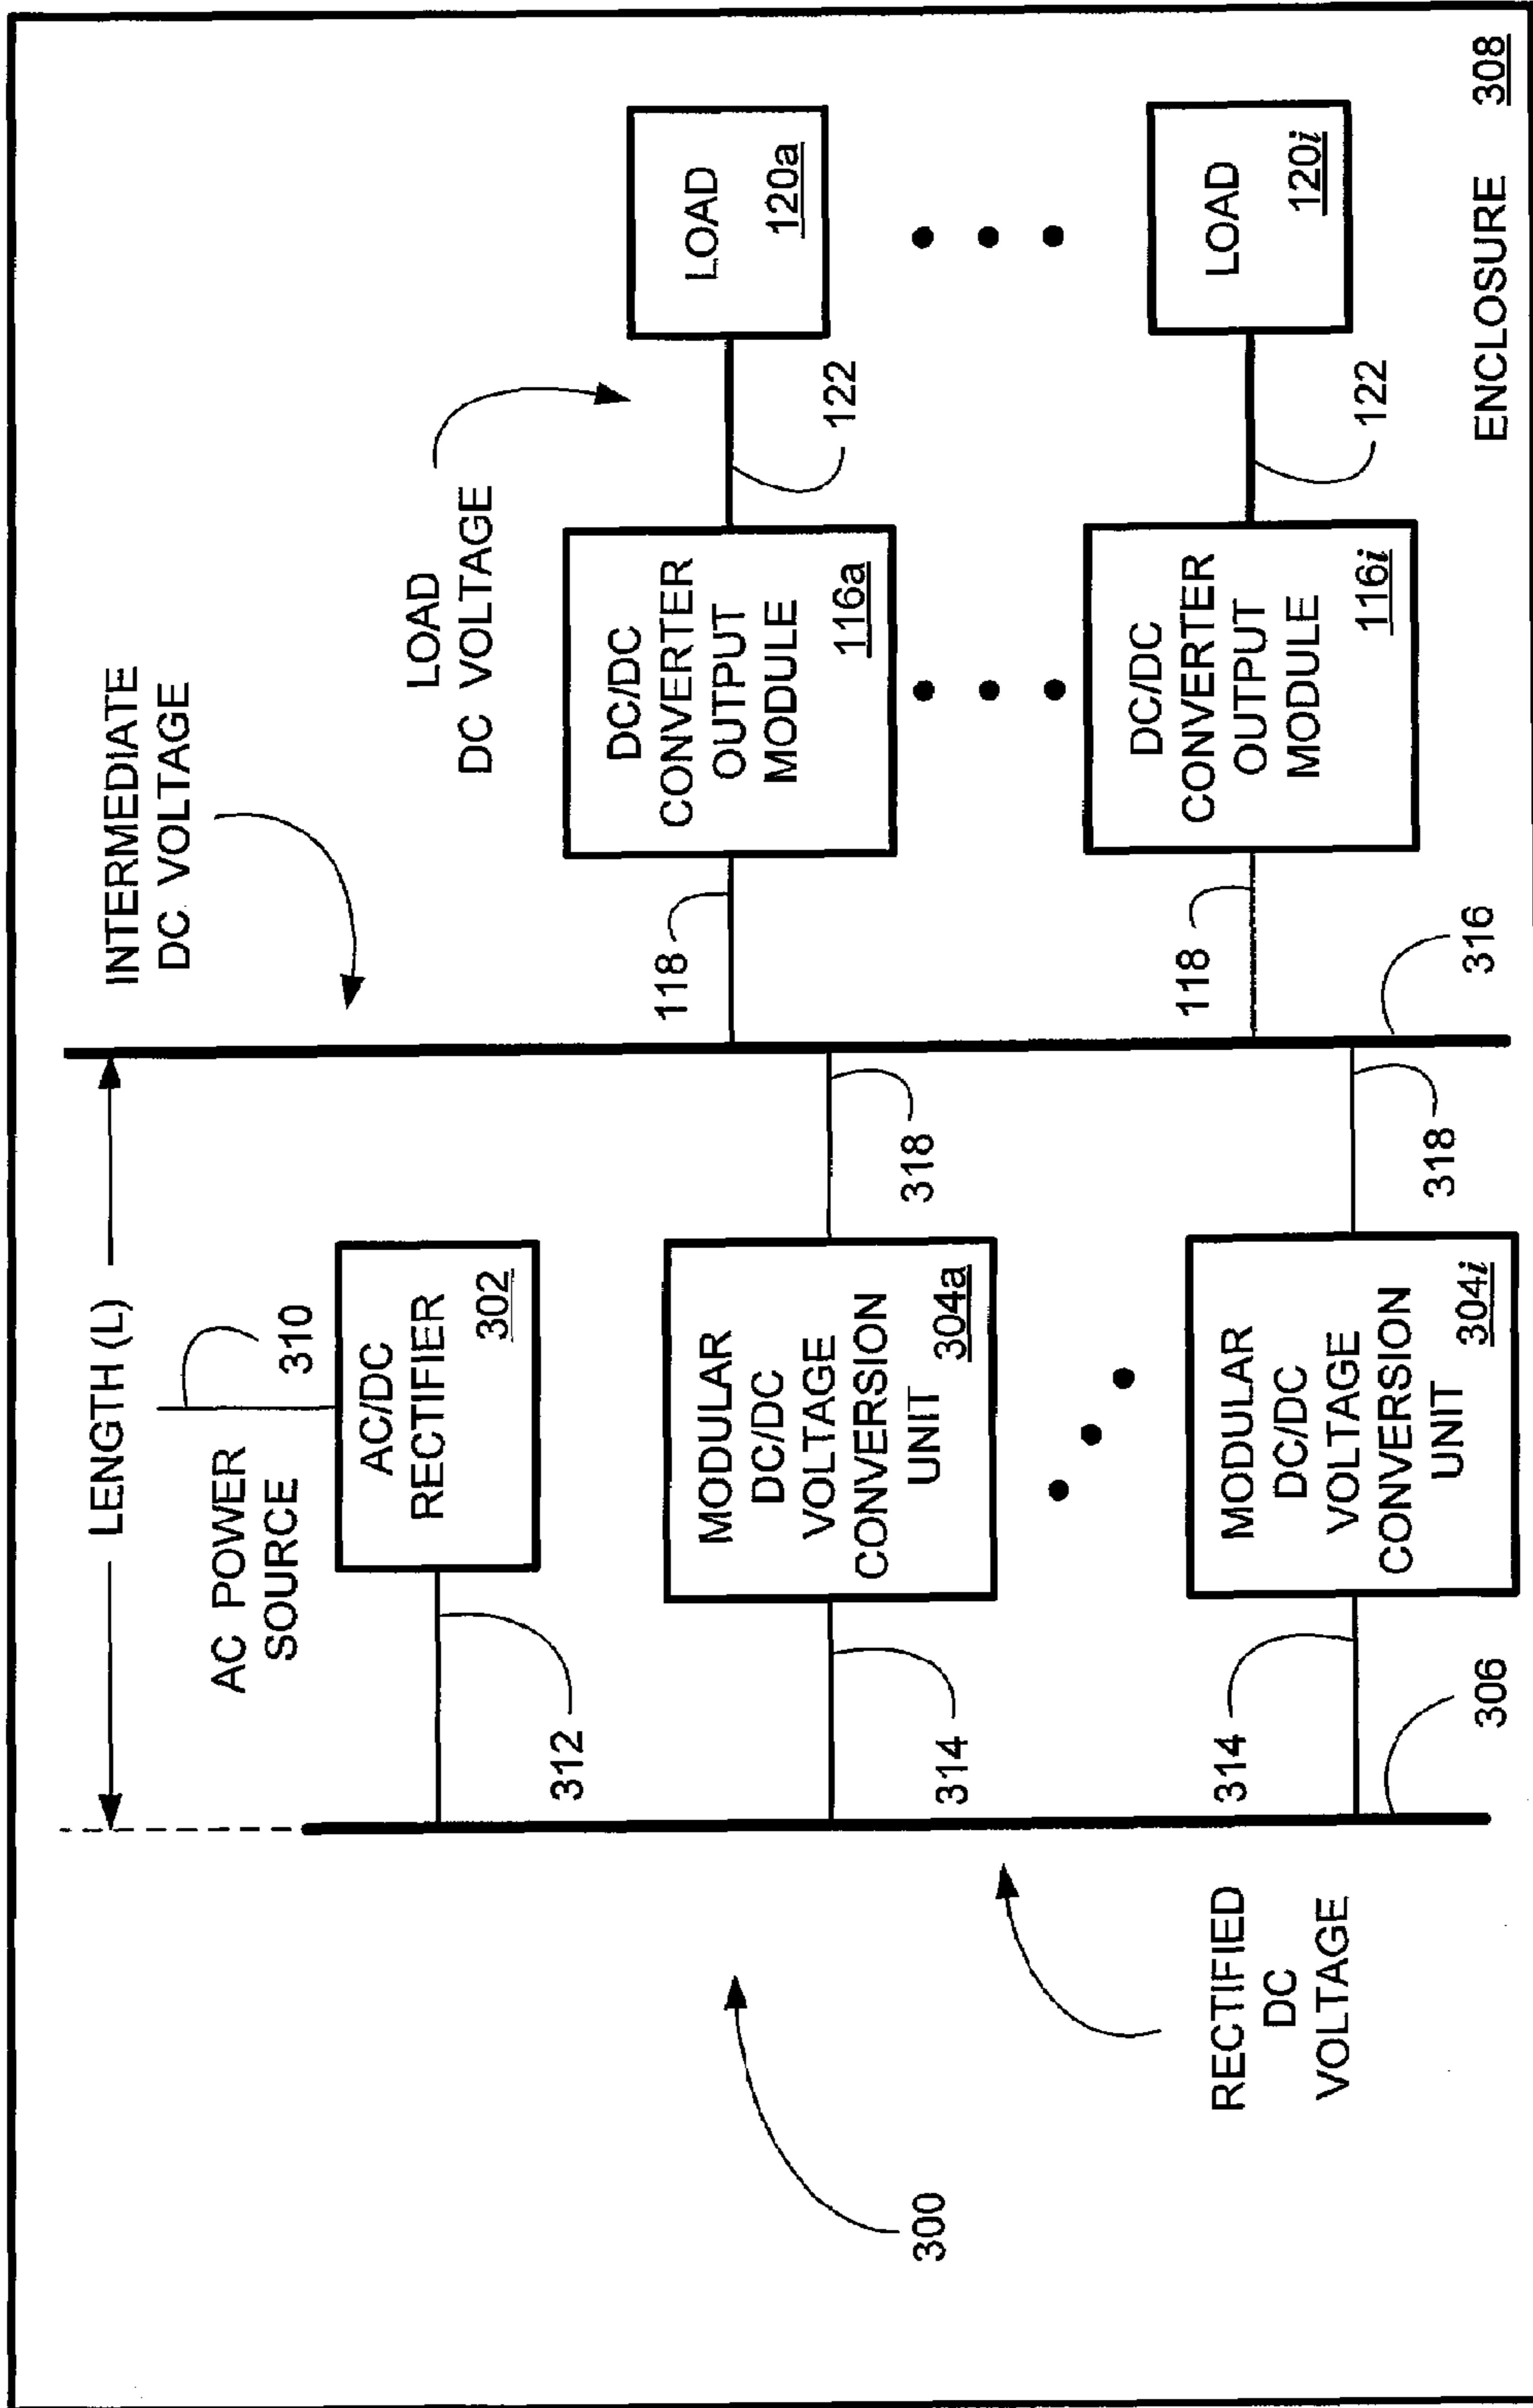 LENGTH (L)
INTERMEDIATE
DC VOLTAGE
AC POWER
SOURCE
310
AC/DC
RECTIFIER
302
312
LOAD
DC VOLTAGE
118
DC/DC
CONVERTER
OUTPUT
MODULE
116a
122
LOAD
120a
300
314
MODULAR
DC/DC
VOLTAGE
CONVERSION
UNIT
304a
318
118
DC/DC
CONVERTER
OUTPUT
MODULE
116i
122
LOAD
120i
RECTIFIED
DC
VOLTAGE
314
MODULAR
DC/DC
VOLTAGE
CONVERSION
UNIT
304i
318
306
316
ENCLOSURE 308